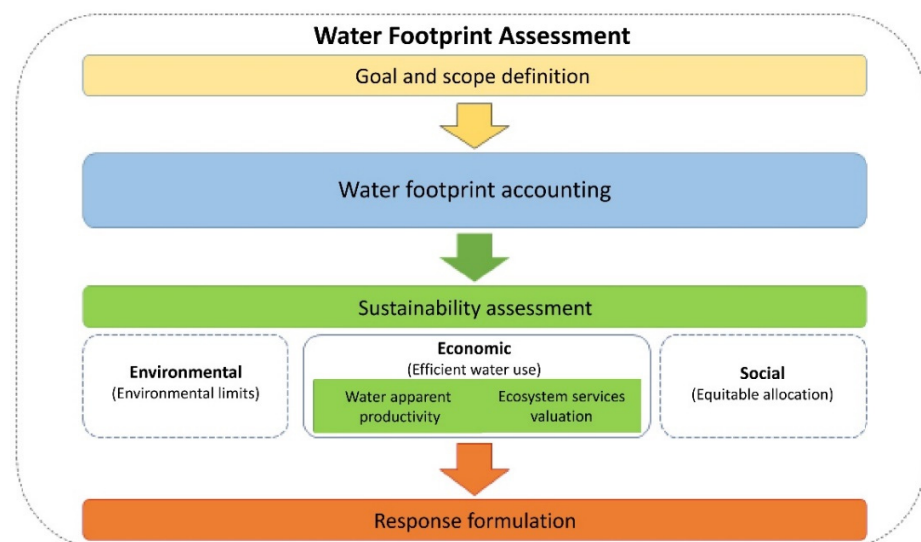 Water Footprint Assessment
Goal and scope definition
Water footprint accounting
Sustainability assessment
Environmental
(Environmental limits)
Economic
(Efficient water use)
Water apparent
productivity
Ecosystem services
valuation
Social
(Equitable allocation)
Response formulation